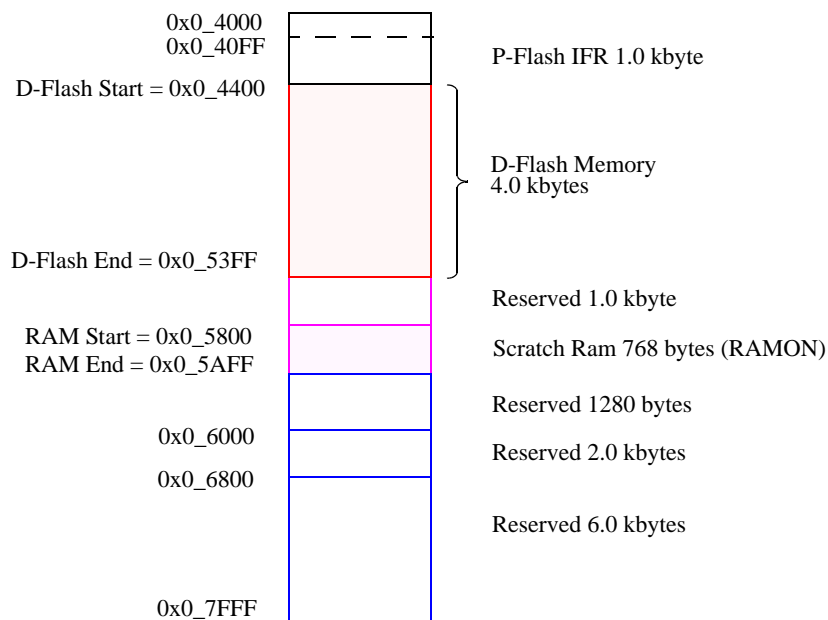 0x0_4000
0x0_40FF
P-Flash IFR 1.0 kbyte
D-Flash Start = 0x0_4400
D-Flash Memory
4.0 kbytes
D-Flash End = 0x0_53FF
Reserved 1.0 kbyte
RAM Start = 0x0_5800
Scratch Ram 768 bytes (RAMON)
RAM End = 0x0_5AFF
Reserved 1280 bytes
0x0_6000
Reserved 2.0 kbytes
0x0_6800
Reserved 6.0 kbytes
0x0_7FFF